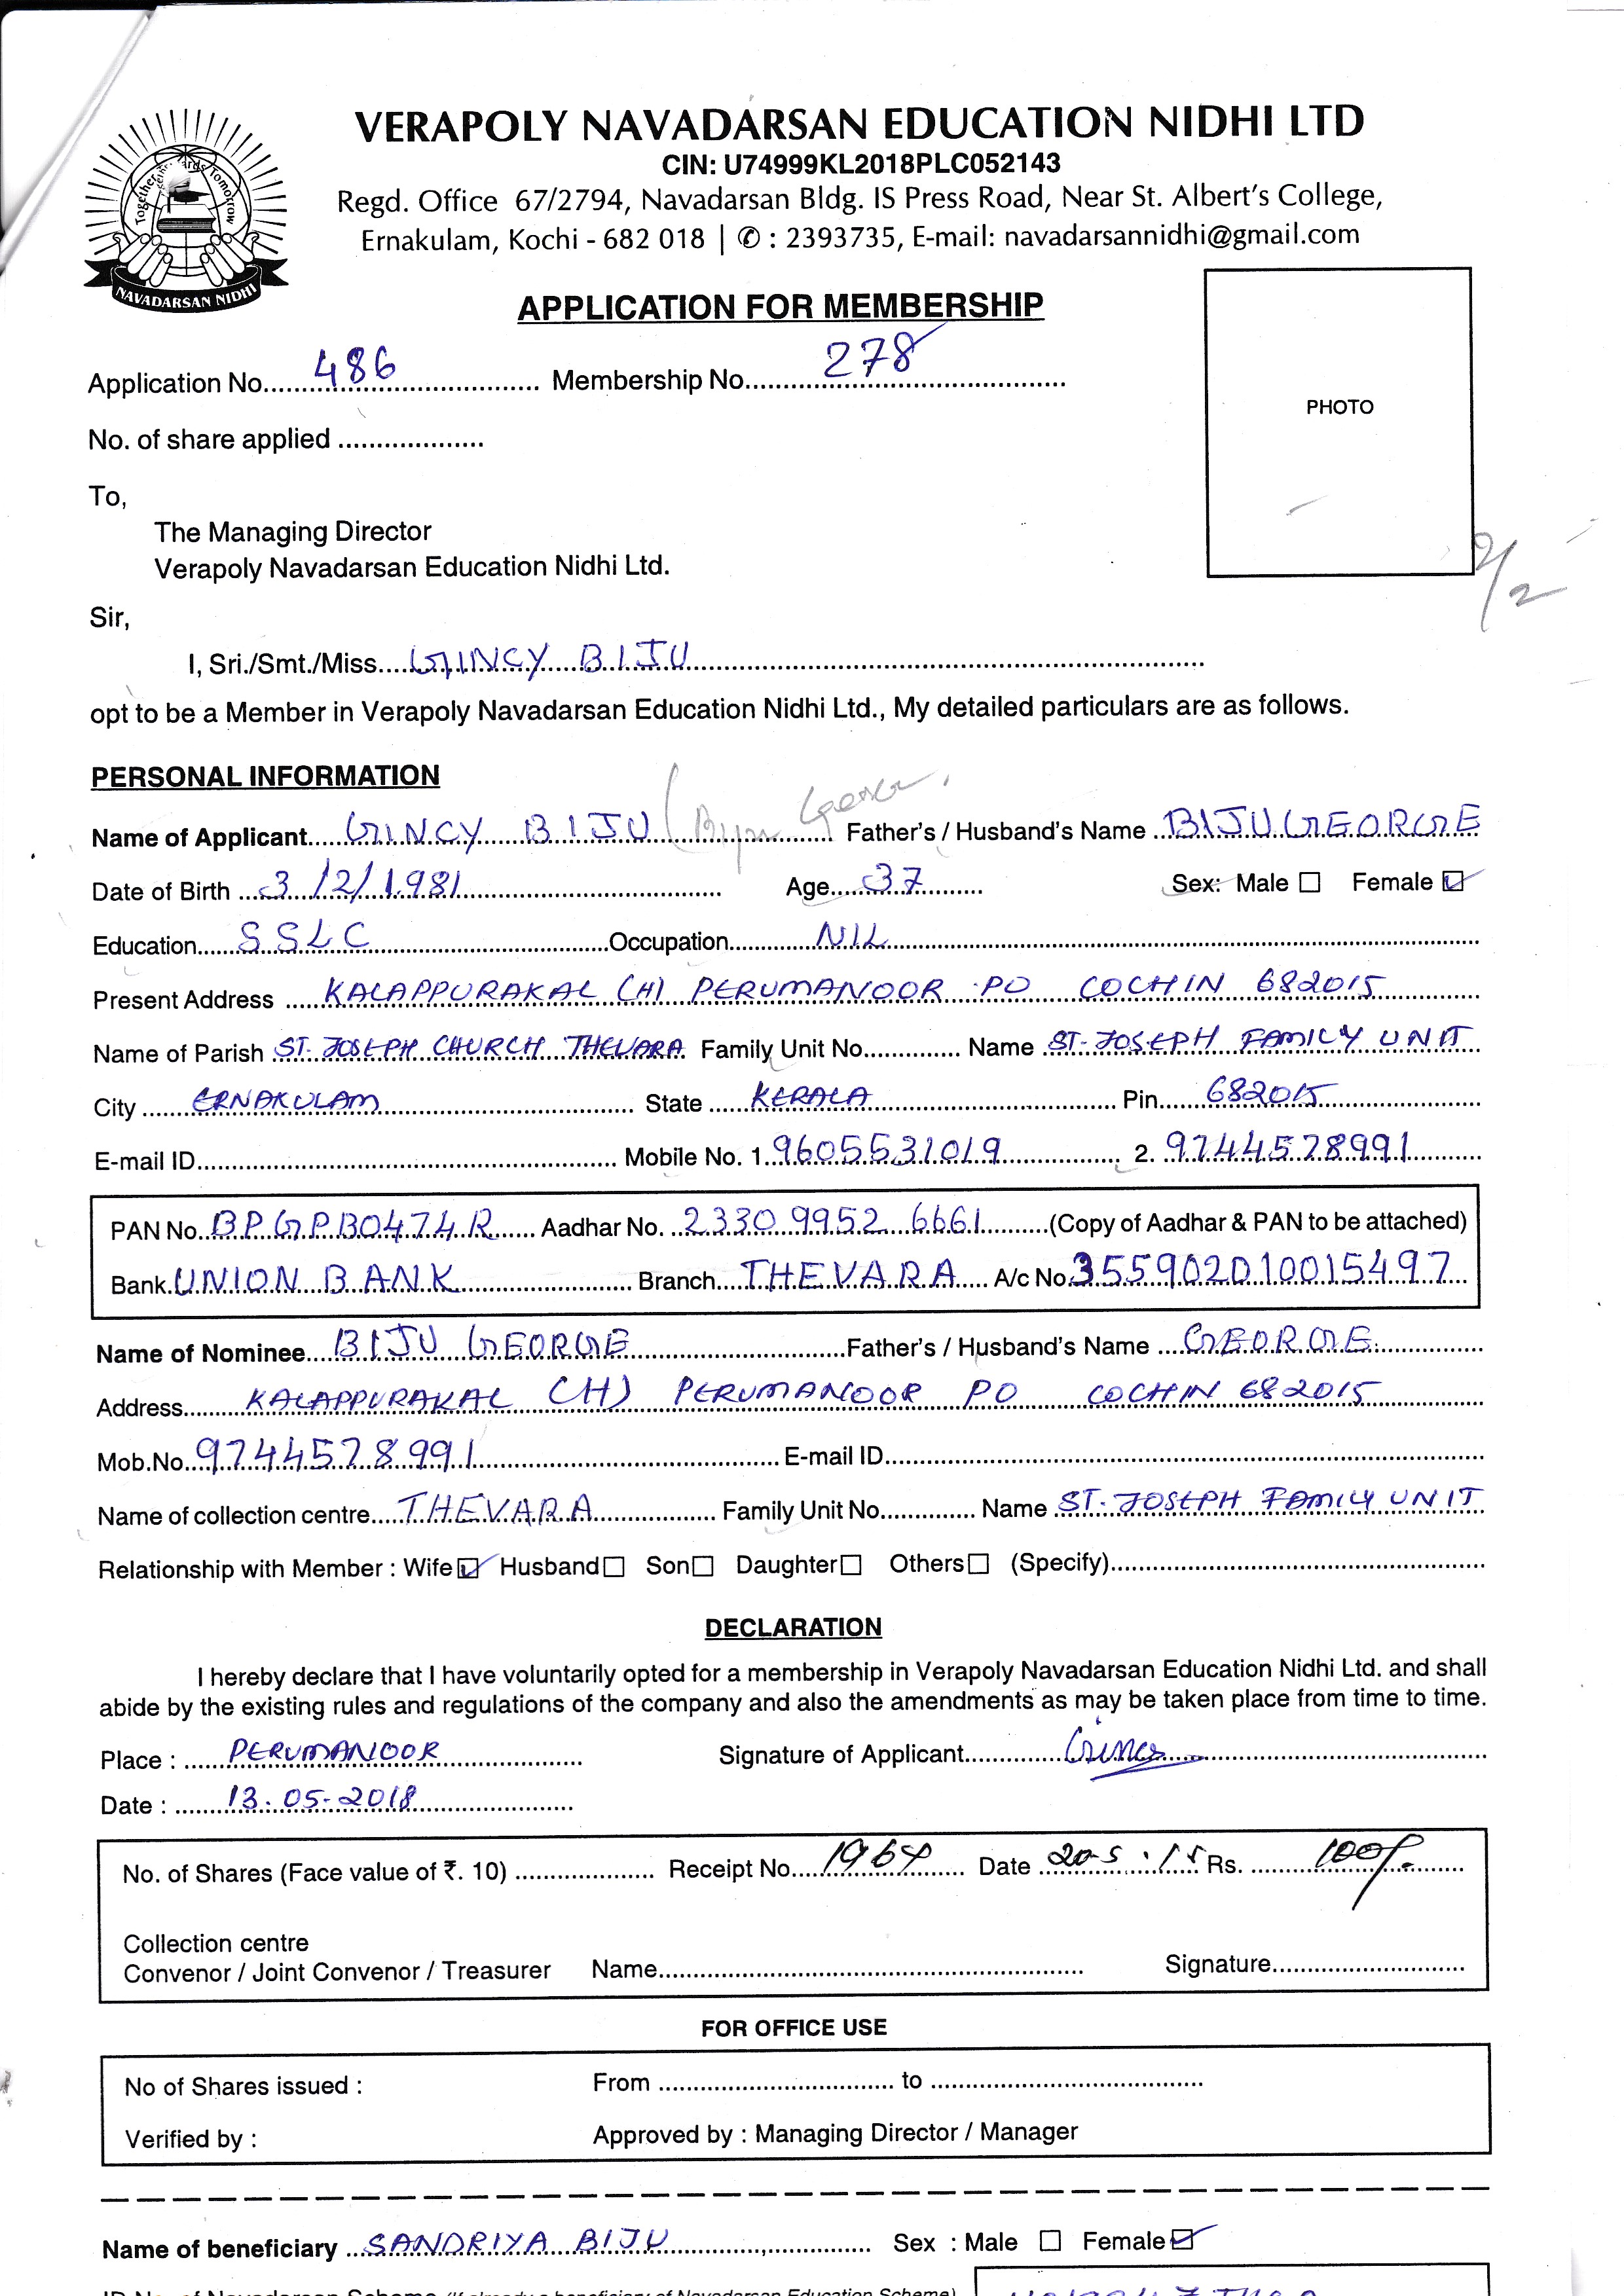 Together Towards Tomorrow
NAVADARSAN NIDHI
VERAPOLY NAVADARSAN EDUCATION NIDHI LTD
CIN: U74999KL2018PLC052143
Regd. Office 67/2794, Navadarsan Bldg. IS Press Road, Near St. Albert's College,
Ernakulam, Kochi - 682 018 | ✆ : 2393735, E-mail: navadarsannidhi@gmail.com
APPLICATION FOR MEMBERSHIP
Application No. 486 Membership No. 278
PHOTO
No. of share applied
To,
The Managing Director
Verapoly Navadarsan Education Nidhi Ltd.
Sir,
I, Sri./Smt./Miss. GINCY BIJU
opt to be a Member in Verapoly Navadarsan Education Nidhi Ltd., My detailed particulars are as follows.
PERSONAL INFORMATION
Name of Applicant GINCY BIJU (Biju George. Father's / Husband's Name BIJU GEORGE
Date of Birth 3/2/1981 Age 37 Sex: Male ☐ Female ☑
Education SSLC Occupation NIL
Present Address KALAPPURAKAL (H) PERUMANOOR PO COCHIN 682015
Name of Parish ST. JOSEPH CHURCH THEVARA Family Unit No. Name ST. JOSEPH FAMILY UNIT
City ERNAKULAM State KERALA Pin 682015
E-mail ID Mobile No. 1. 9605531019 2. 9744578991
PAN No. BPGPB0474R Aadhar No. 2330 9952 6661 (Copy of Aadhar & PAN to be attached)
Bank UNION BANK Branch THEVARA A/c No. 355902010015497
Name of Nominee BIJU GEORGE Father's / Husband's Name GEORGE
Address KALAPPURAKAL (H) PERUMANOOR PO COCHIN 682015
Mob.No. 9744578991 E-mail ID
Name of collection centre THEVARA Family Unit No. Name ST. JOSEPH FAMILY UNIT
Relationship with Member : Wife ☑ Husband ☐ Son ☐ Daughter ☐ Others ☐ (Specify)
DECLARATION
I hereby declare that I have voluntarily opted for a membership in Verapoly Navadarsan Education Nidhi Ltd. and shall
abide by the existing rules and regulations of the company and also the amendments as may be taken place from time to time.
Place : PERUMANOOR Signature of Applicant Gincy
Date : 13-05-2018
No. of Shares (Face value of ₹. 10) Receipt No. 1964 Date Rs. 100/-
Collection centre
Convenor / Joint Convenor / Treasurer Name Signature
FOR OFFICE USE
No of Shares issued : From to
Verified by : Approved by : Managing Director / Manager
Name of beneficiary SANDRIYA BIJU Sex : Male ☐ Female ☑